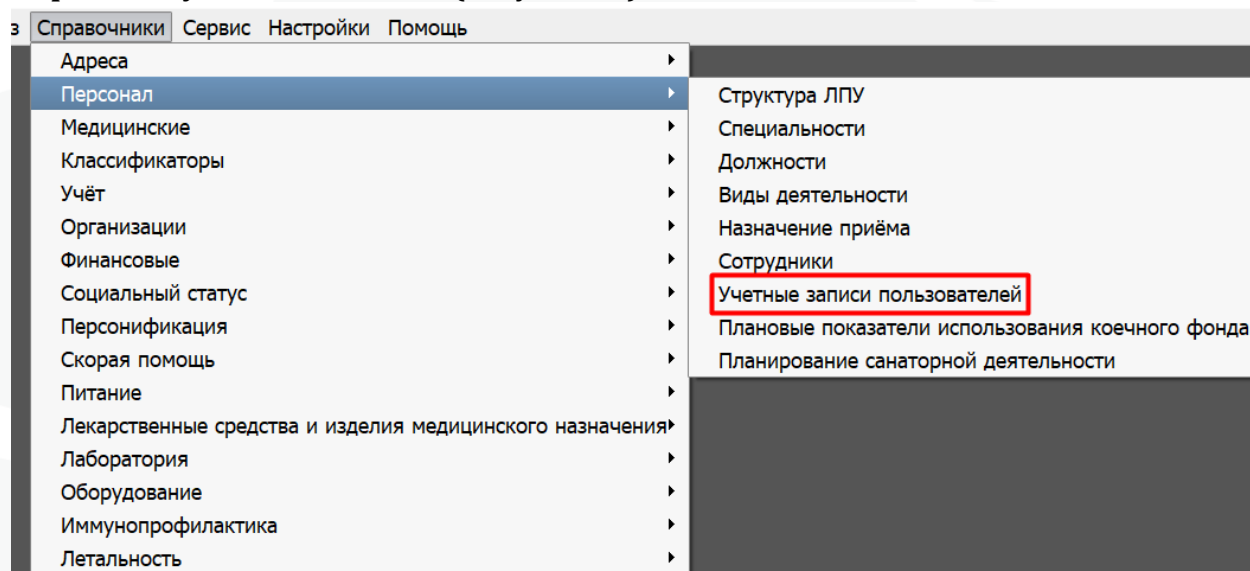 з Справочники Сервис Настройки Помощь
Адреса
Персонал
Медицинские
Классификаторы
Учёт
Организации
Финансовые
Социальный статус
Персонификация
Скорая помощь
Питание
Лекарственные средства и изделия медицинского назначения
Лаборатория
Оборудование
Иммунопрофилактика
Летальность
Структура ЛПУ
Специальности
Должности
Виды деятельности
Назначение приёма
Сотрудники
Учетные записи пользователей
Плановые показатели использования коечного фонда
Планирование санаторной деятельности